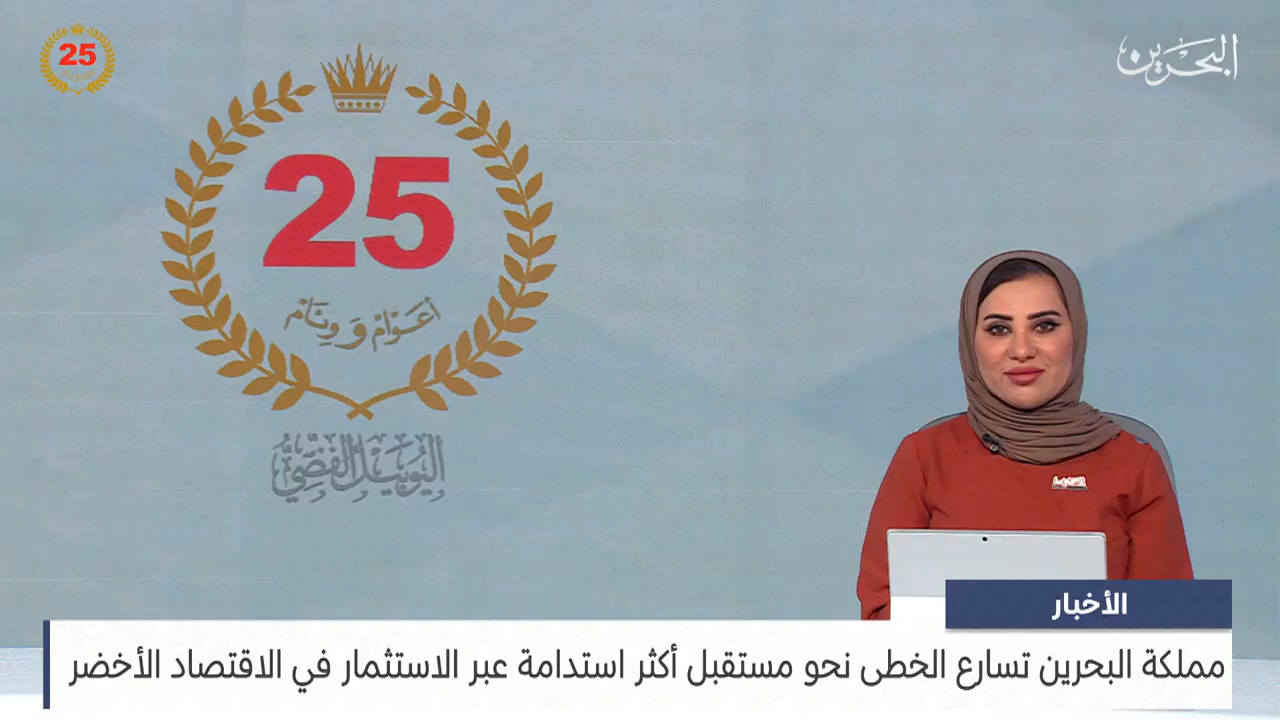 25
البحرين
25
أعوام و وئام
اليوبيل الفضي
الأخبار
مملكة البحرين تسارع الخطى نحو مستقبل أكثر استدامة عبر الاستثمار في الاقتصاد الأخضر